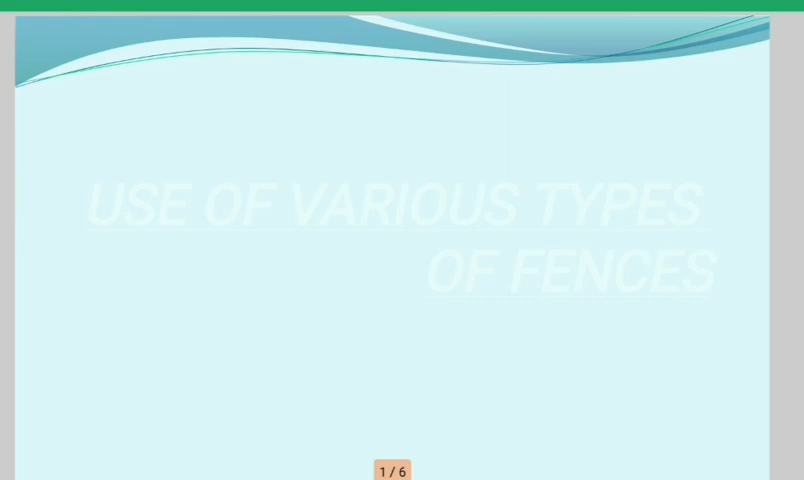 USE OF VARIOUS TYPES
OF FENCES
1 / 6